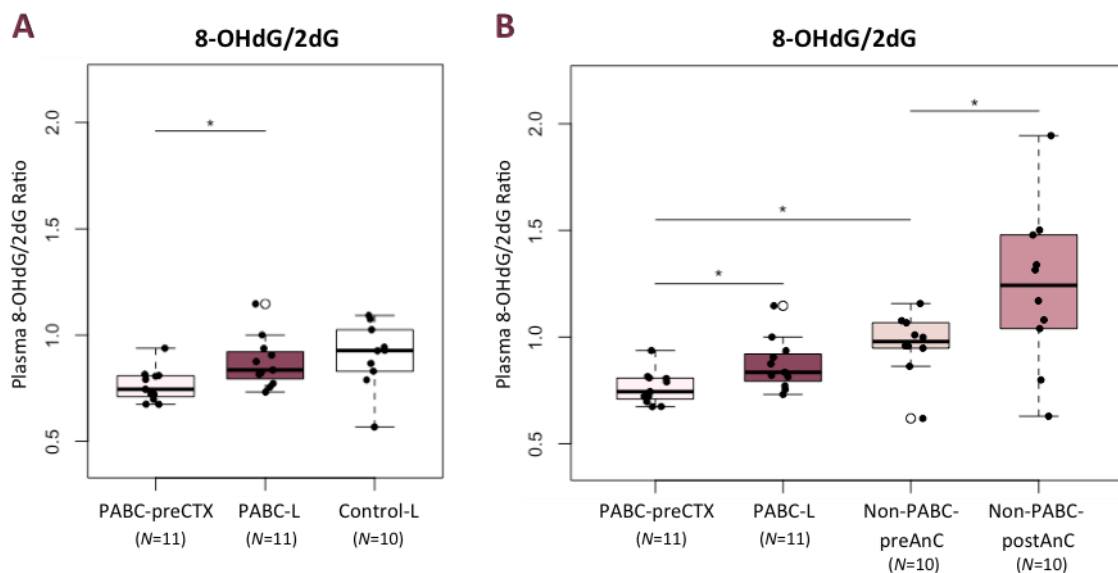 A
8-OHdG/2dG
Plasma 8-OHdG/2dG Ratio
2.0
1.5
1.0
0.5
*
PABC-preCTX
(N=11)
PABC-L
(N=11)
Control-L
(N=10)
B
8-OHdG/2dG
Plasma 8-OHdG/2dG Ratio
2.0
1.5
1.0
0.5
*
*
*
PABC-preCTX
(N=11)
PABC-L
(N=11)
Non-PABC-
preAnC
(N=10)
Non-PABC-
postAnC
(N=10)